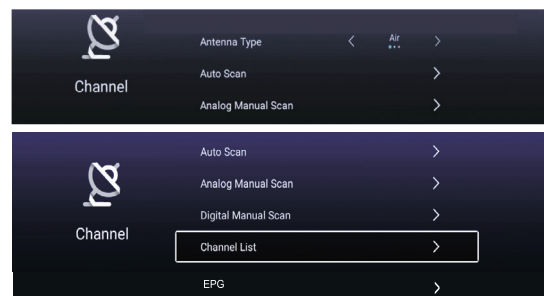 Antenna Type Air
Auto Scan
Channel
Analog Manual Scan
Auto Scan
Analog Manual Scan
Digital Manual Scan
Channel
Channel List
EPG